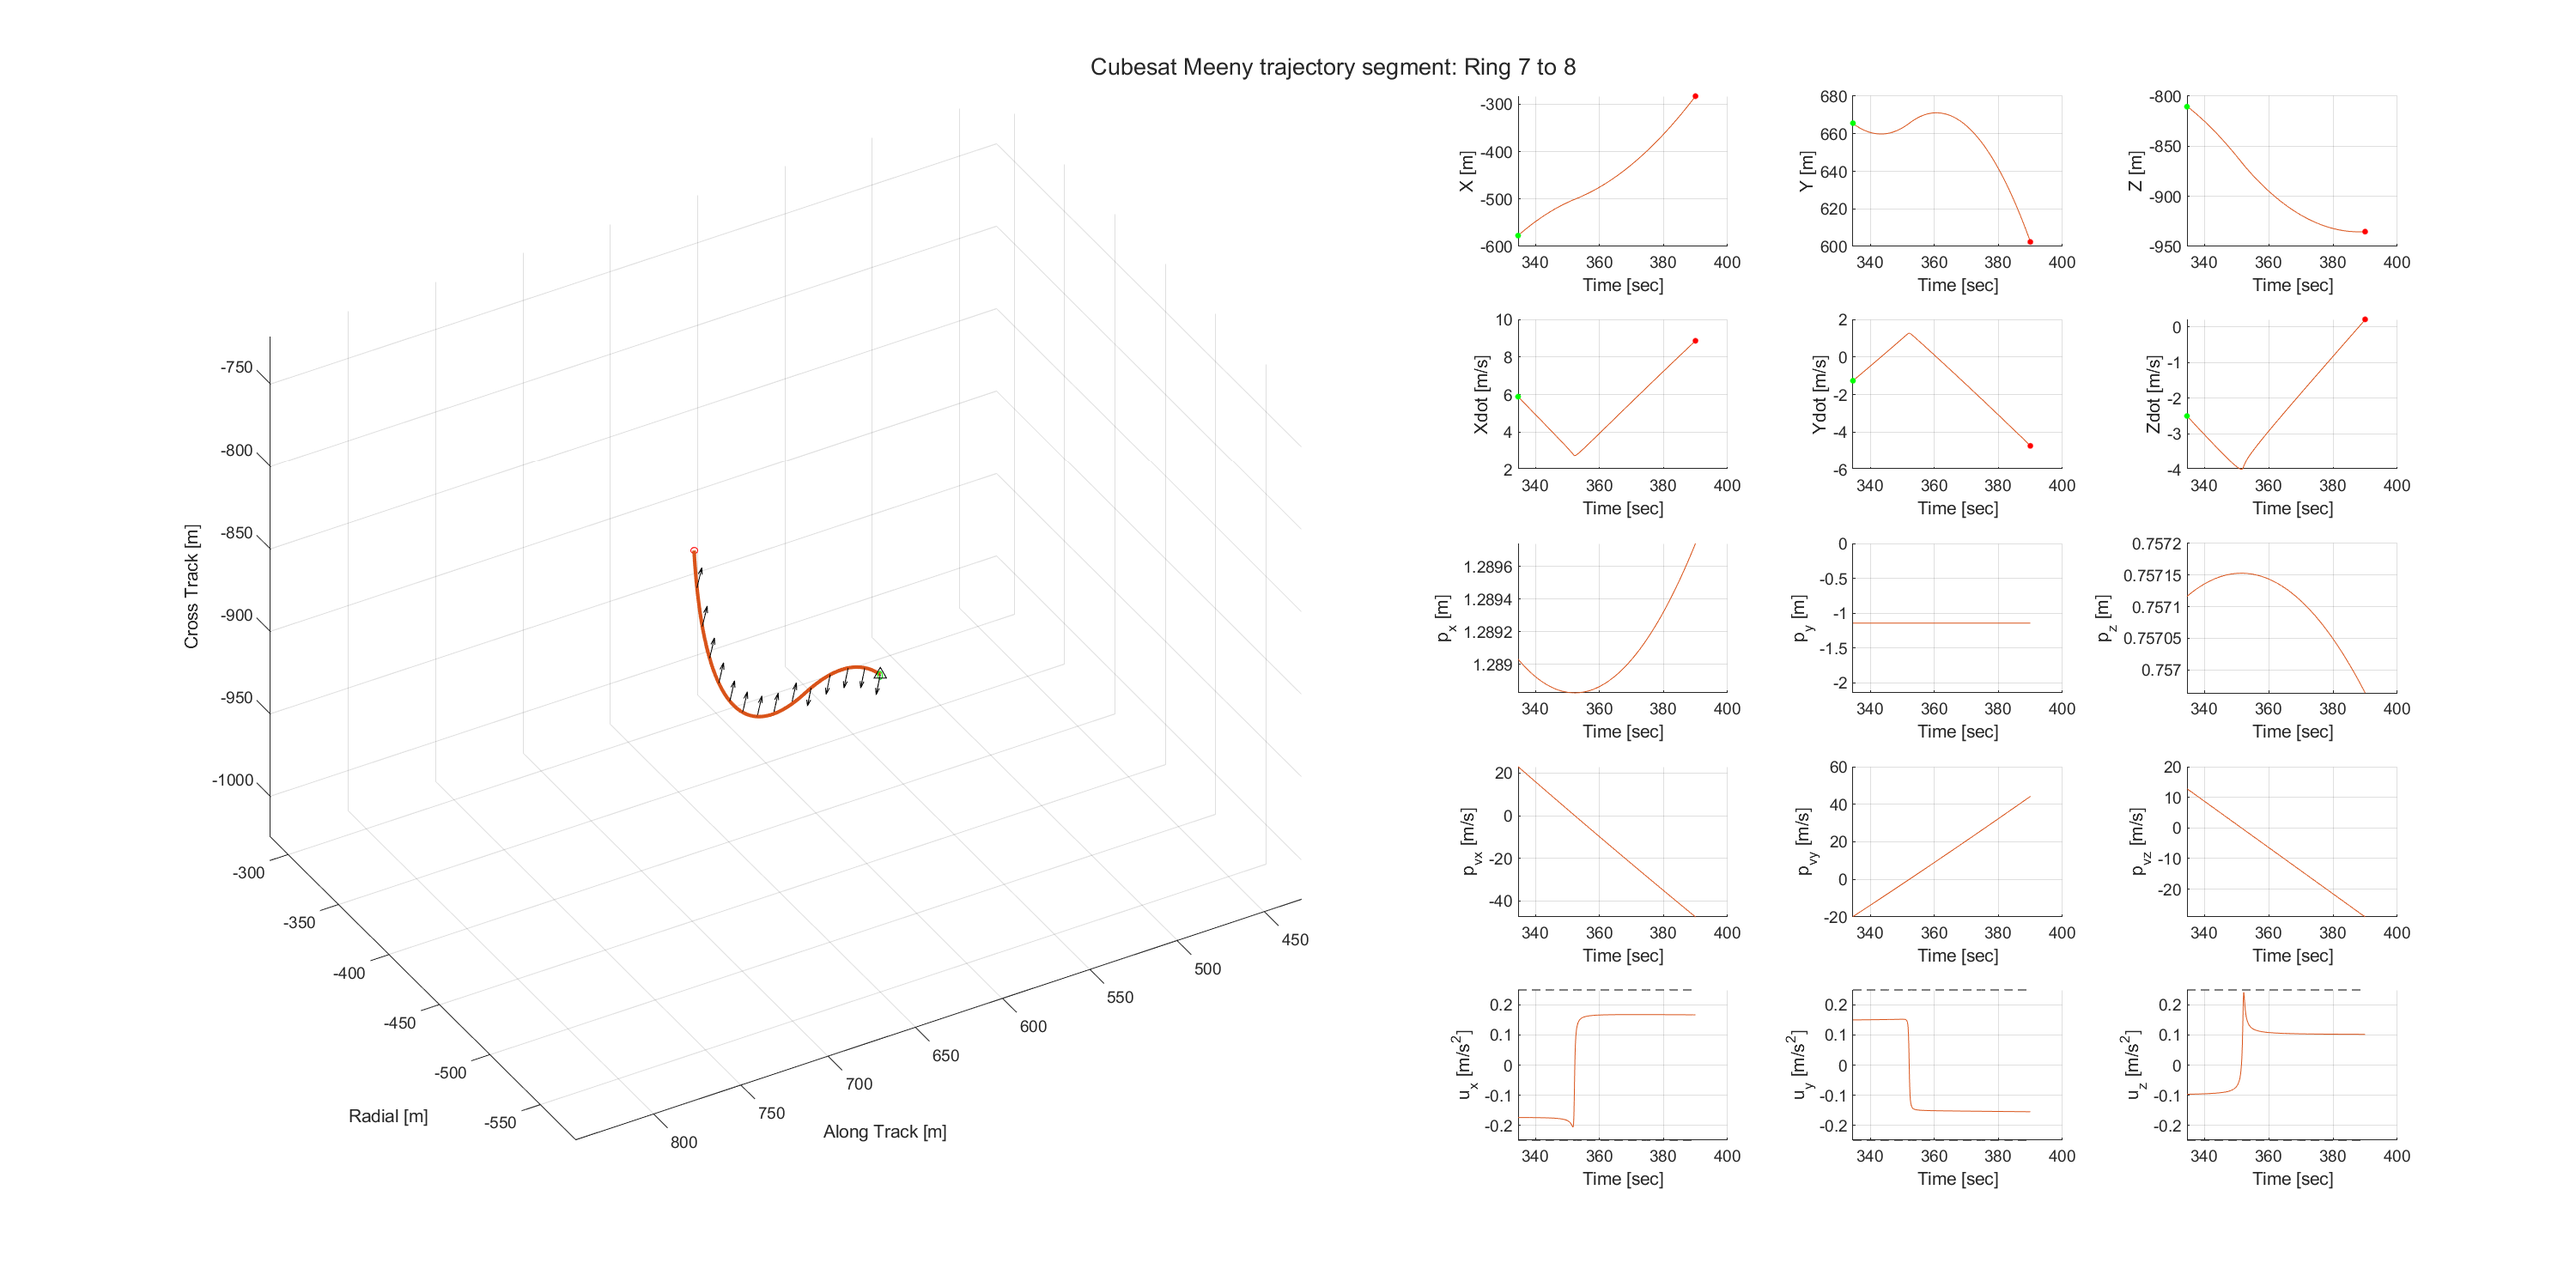 Cubesat Meeny trajectory segment: Ring 7 to 8
-750
-800
-850
-900
-950
-1000
Cross Track [m]
-300
-350
-400
-450
-500
-550
Radial [m]
800
750
700
650
600
550
500
450
Along Track [m]
-300
-400
-500
-600
X [m]
340 360 380 400
Time [sec]
680
660
640
620
600
Y [m]
340 360 380 400
Time [sec]
-800
-850
-900
-950
Z [m]
340 360 380 400
Time [sec]
10
8
6
4
2
Xdot [m/s]
340 360 380 400
Time [sec]
2
0
-2
-4
-6
Ydot [m/s]
340 360 380 400
Time [sec]
0
-1
-2
-3
-4
Zdot [m/s]
340 360 380 400
Time [sec]
1.2896
1.2894
1.2892
1.289
p_x [m]
340 360 380 400
Time [sec]
0
-0.5
-1
-1.5
-2
p_y [m]
340 360 380 400
Time [sec]
0.7572
0.75715
0.7571
0.75705
0.757
p_z [m]
340 360 380 400
Time [sec]
20
0
-20
-40
p_vx [m/s]
340 360 380 400
Time [sec]
60
40
20
0
-20
p_vy [m/s]
340 360 380 400
Time [sec]
20
10
0
-10
-20
p_vz [m/s]
340 360 380 400
Time [sec]
0.2
0.1
0
-0.1
-0.2
u_x [m/s²]
340 360 380 400
Time [sec]
0.2
0.1
0
-0.1
-0.2
u_y [m/s²]
340 360 380 400
Time [sec]
0.2
0.1
0
-0.1
-0.2
u_z [m/s²]
340 360 380 400
Time [sec]